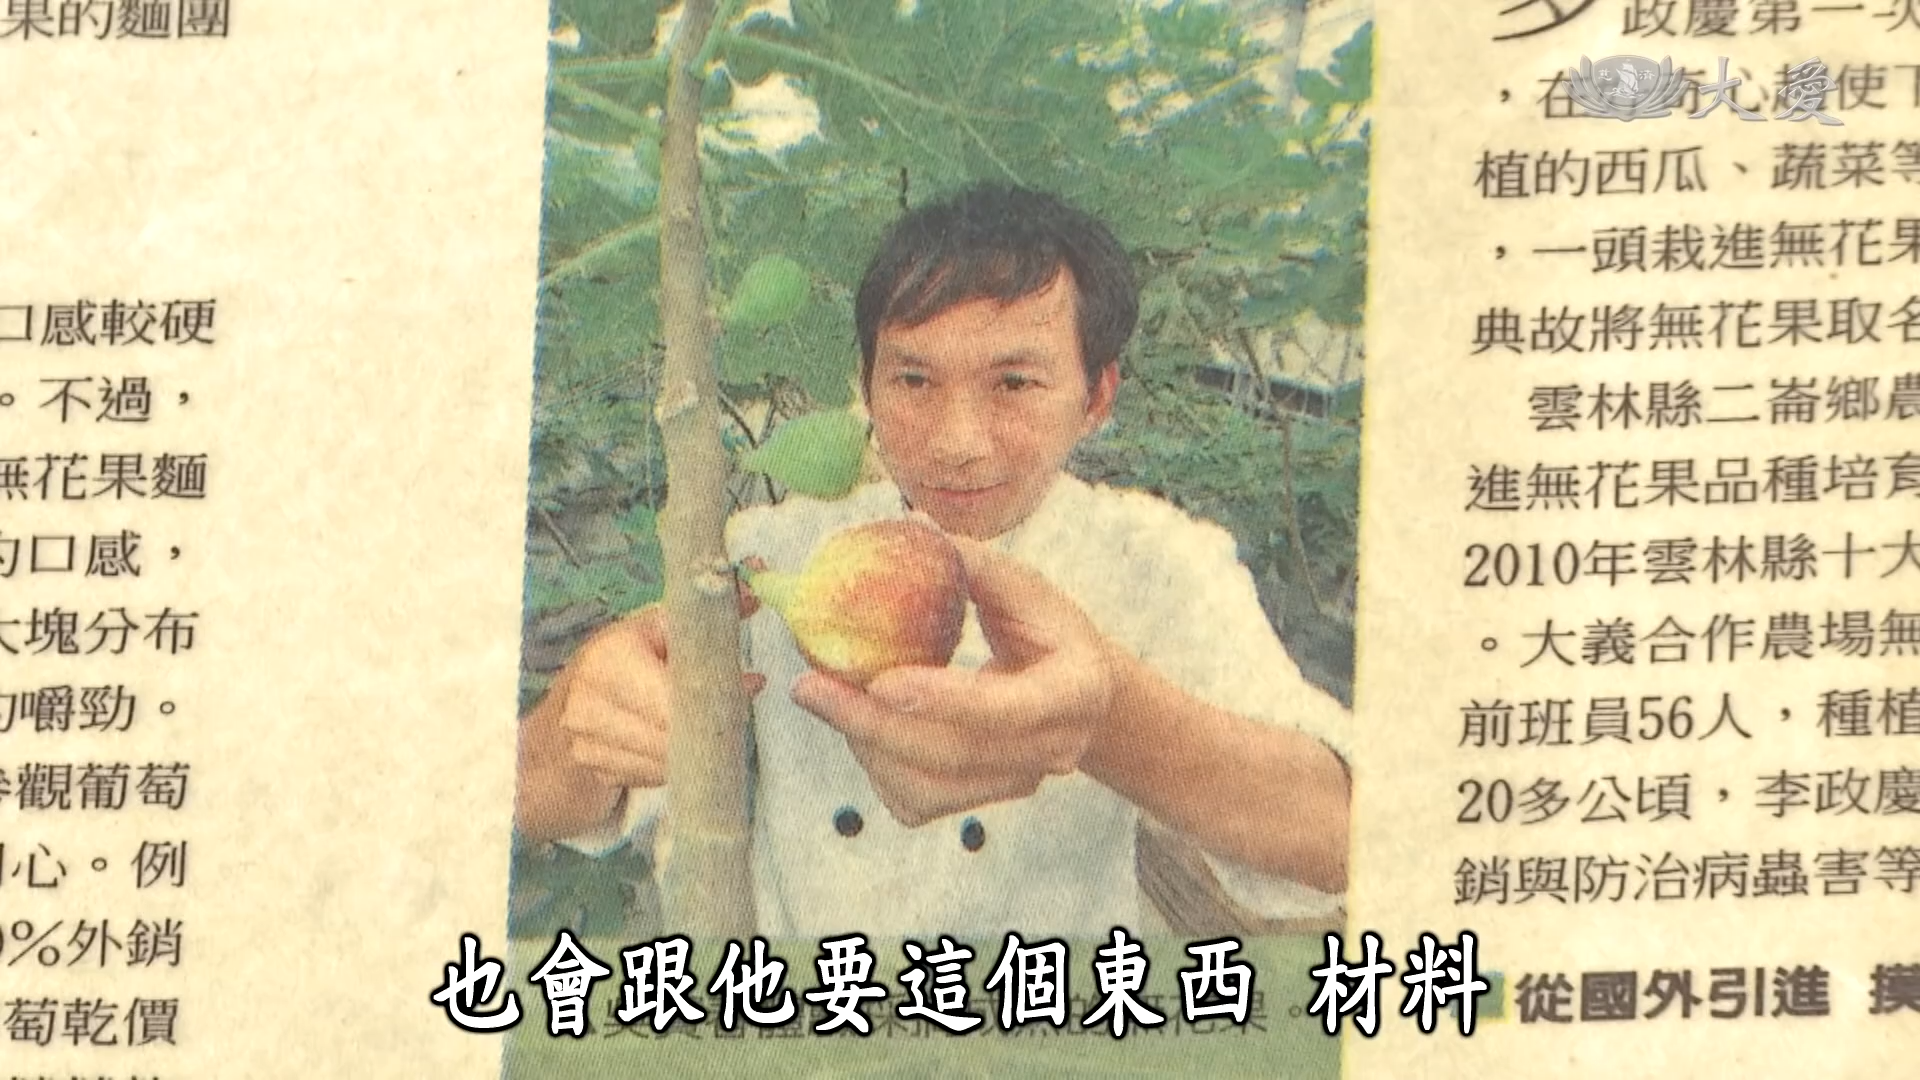 果的麵團
口感較硬
。不過，
無花果麵
的口感，
大塊分布
的嚼勁。
參觀葡萄
心。例
%外銷
萄乾價
大愛
政慶第一次
，在
心趨使下
植的西瓜、蔬菜等
，一頭栽進無花果
典故將無花果取名
雲林縣二崙鄉農
進無花果品種培育
2010年雲林縣十大
。大義合作農場無
前班員56人，種植
20多公頃，李政慶
銷與防治病蟲害等
從國外引進 摸
也會跟他要這個東西 材料